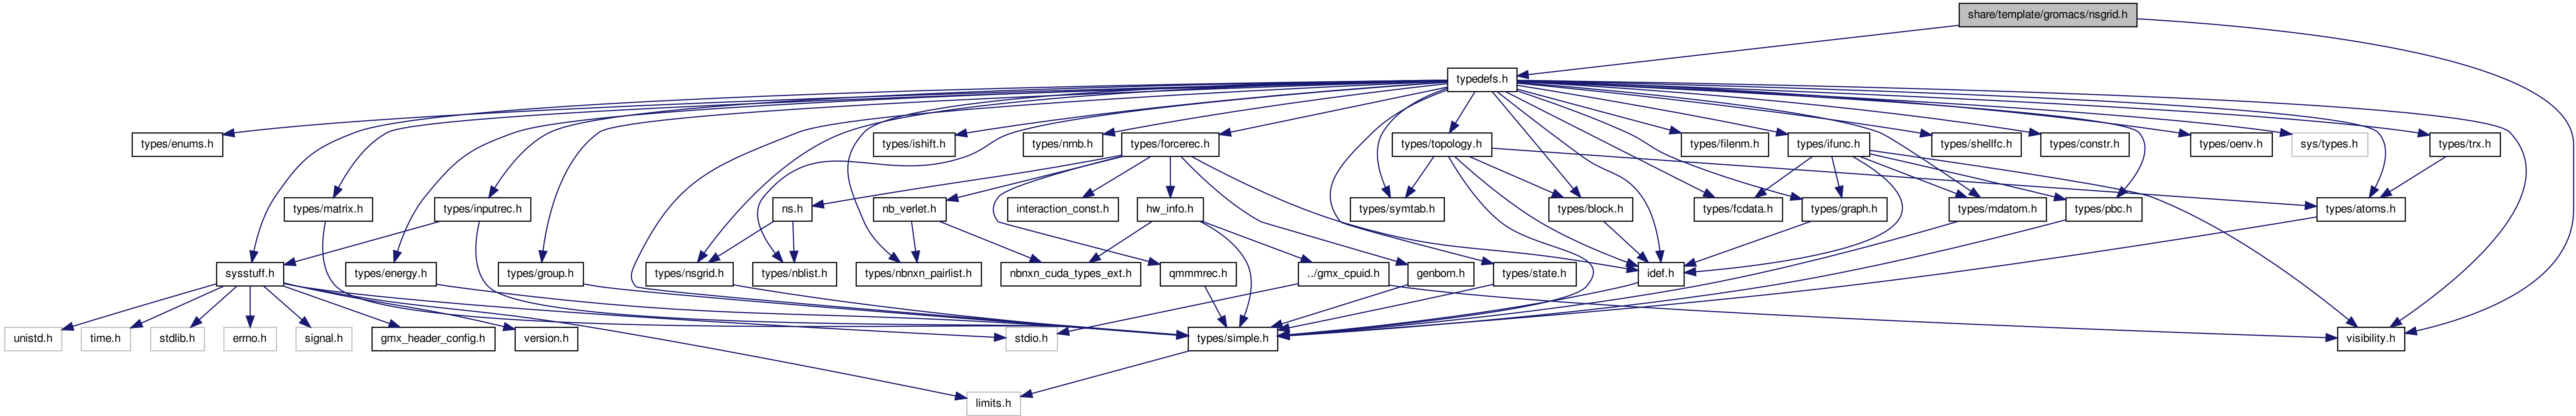 share/template/gromacs/nsgrid.h
typedefs.h
types/enums.h
types/ishift.h
types/nrnb.h
types/forcerec.h
types/topology.h
types/filenm.h
types/ifunc.h
types/shellfc.h
types/constr.h
types/oenv.h
sys/types.h
types/trx.h
types/matrix.h
types/inputrec.h
ns.h
nb_verlet.h
interaction_const.h
hw_info.h
types/symtab.h
types/block.h
types/fcdata.h
types/graph.h
types/mdatom.h
types/pbc.h
types/atoms.h
sysstuff.h
types/energy.h
types/group.h
types/nsgrid.h
types/nblist.h
types/nbnxn_pairlist.h
nbnxn_cuda_types_ext.h
qmmmrec.h
../gmx_cpuid.h
genborn.h
types/state.h
idef.h
unistd.h
time.h
stdlib.h
errno.h
signal.h
gmx_header_config.h
version.h
stdio.h
types/simple.h
visibility.h
limits.h